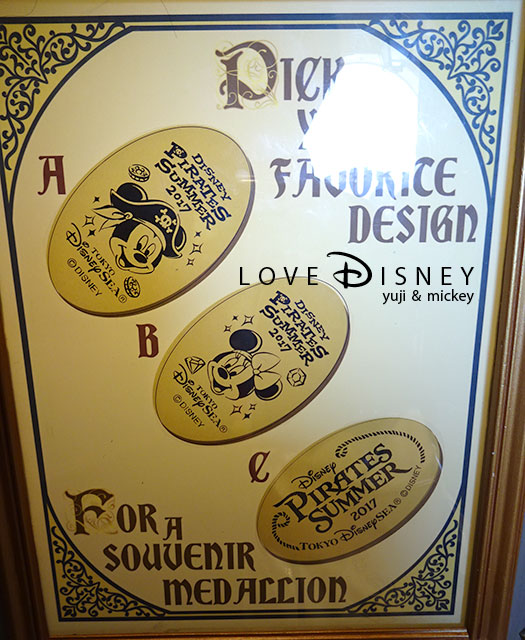 PICK
FAVORITE
DESIGN
A
DISNEY
PIRATES
SUMMER
2017
TOKYO
DISNEYSEA®
©DISNEY
LOVE DISNEY
yuji & mickey
B
DISNEY
PIRATES
SUMMER
2017
TOKYO
DISNEYSEA®
©DISNEY
C
DISNEY
PIRATES
SUMMER
2017
TOKYO DISNEYSEA®
©DISNEY
FOR A
SOUVENIR
MEDALLION